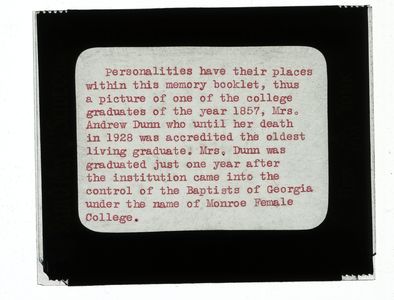 Personalities have their places
within this memory booklet, thus
a picture of one of the college
graduates of the year 1857, Mrs.
Andrew Dunn who until her death
in 1928 was accredited the oldest
living graduate. Mrs. Dunn was
graduated just one year after
the institution came into the
control of the Baptists of Georgia
under the name of Monroe Female
College.